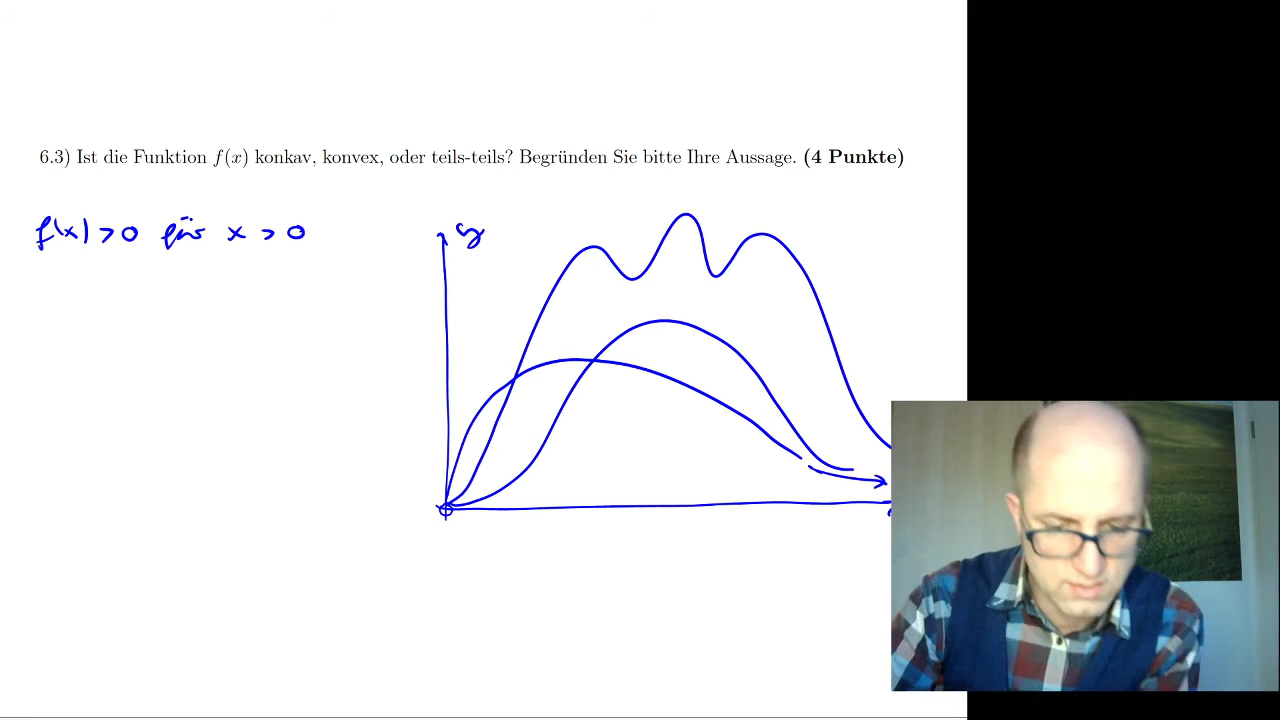 6.3) Ist die Funktion f(x) konkav, konvex, oder teils-teils? Begründen Sie bitte Ihre Aussage. (4 Punkte)
f(x) > 0 für x > 0
y